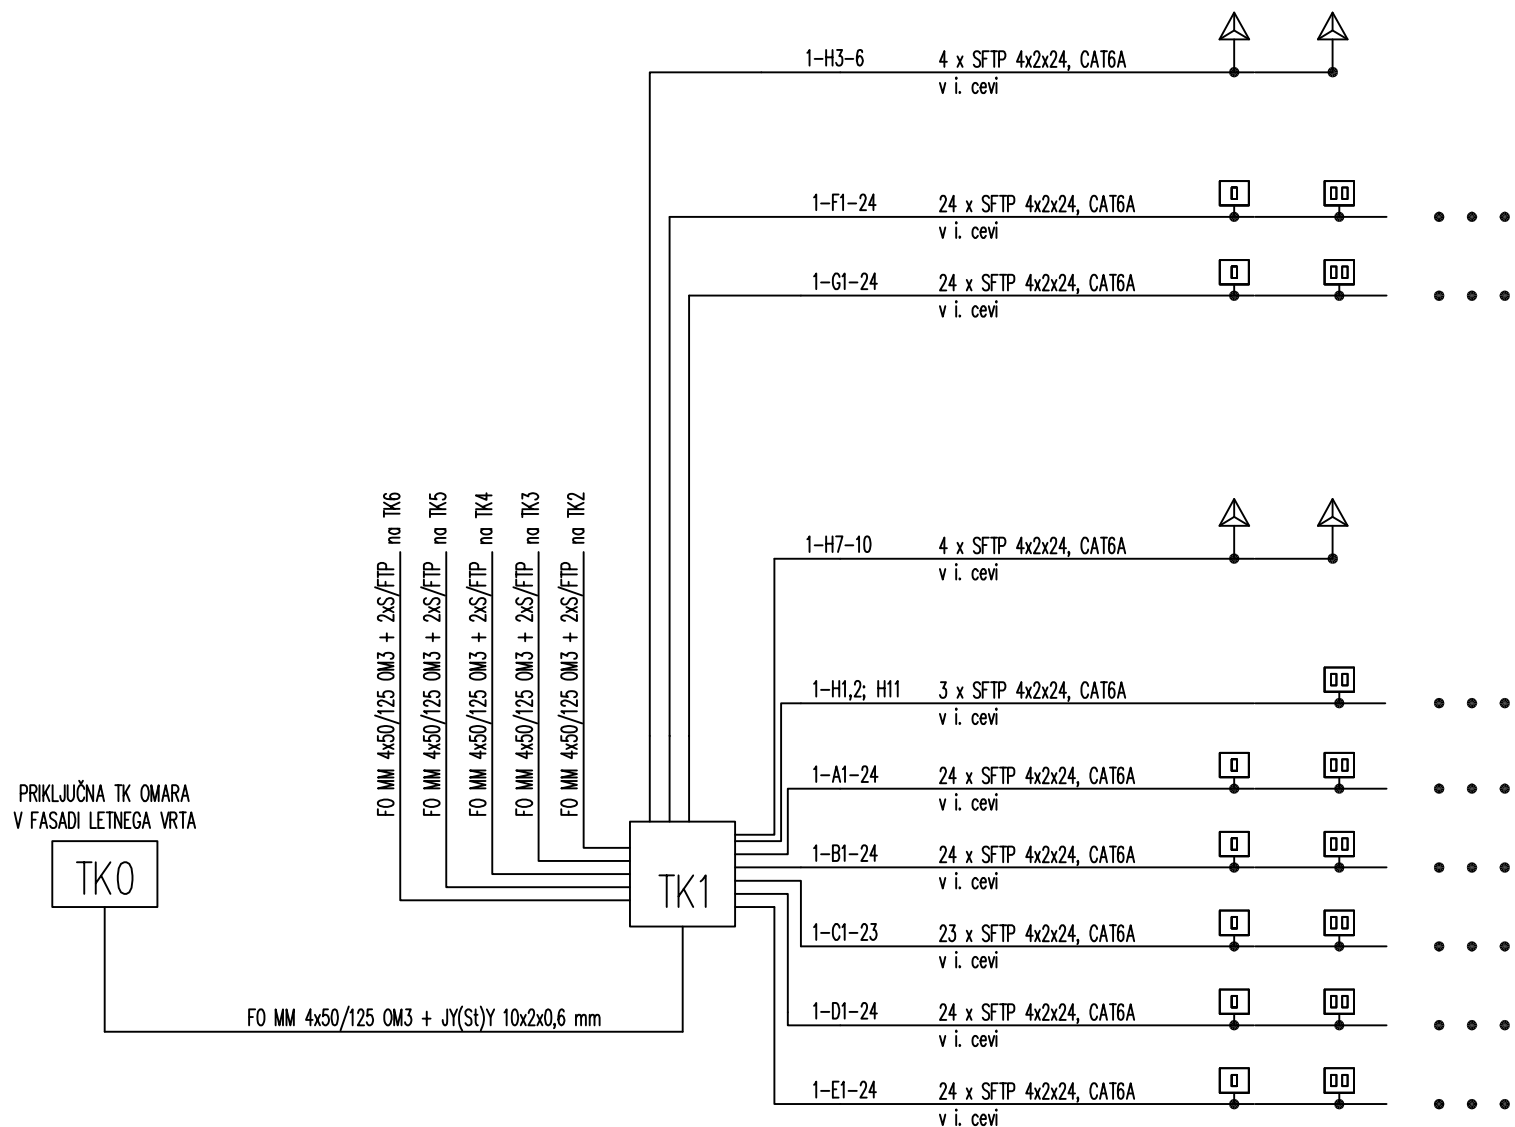 1-H3-6 4 x SFTP 4x2x24, CAT6A
v i. cevi
1-F1-24 24 x SFTP 4x2x24, CAT6A
v i. cevi
1-G1-24 24 x SFTP 4x2x24, CAT6A
v i. cevi
FO MM 4x50/125 OM3 + 2xS/FTP na TK6
FO MM 4x50/125 OM3 + 2xS/FTP na TK5
FO MM 4x50/125 OM3 + 2xS/FTP na TK4
FO MM 4x50/125 OM3 + 2xS/FTP na TK3
FO MM 4x50/125 OM3 + 2xS/FTP na TK2
1-H7-10 4 x SFTP 4x2x24, CAT6A
v i. cevi
1-H1,2; H11 3 x SFTP 4x2x24, CAT6A
v i. cevi
1-A1-24 24 x SFTP 4x2x24, CAT6A
v i. cevi
PRIKLJUČNA TK OMARA
V FASADI LETNEGA VRTA
TK0
TK1
1-B1-24 24 x SFTP 4x2x24, CAT6A
v i. cevi
1-C1-23 23 x SFTP 4x2x24, CAT6A
v i. cevi
FO MM 4x50/125 OM3 + JY(St)Y 10x2x0,6 mm
1-D1-24 24 x SFTP 4x2x24, CAT6A
v i. cevi
1-E1-24 24 x SFTP 4x2x24, CAT6A
v i. cevi